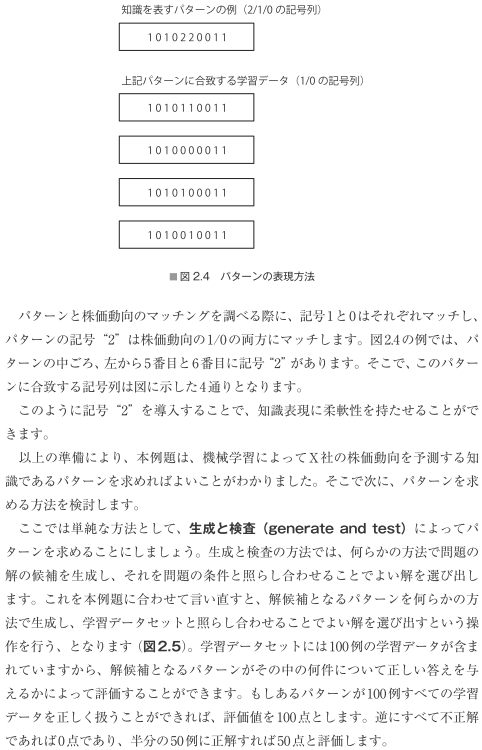 知識を表すパターンの例（2/1/0 の記号列）
1010220011
上記パターンに合致する学習データ（1/0 の記号列）
1010110011
1010000011
1010100011
1010010011
■図 2.4　パターンの表現方法
　パターンと株価動向のマッチングを調べる際に、記号1と0はそれぞれマッチし、
パターンの記号“2”は株価動向の1/0の両方にマッチします。図2.4の例では、パ
ターンの中ごろ、左から5番目と6番目に記号“2”があります。そこで、このパター
ンに合致する記号列は図に示した4通りとなります。
　このように記号“2”を導入することで、知識表現に柔軟性を持たせることがで
きます。
　以上の準備により、本例題は、機械学習によってX社の株価動向を予測する知
識であるパターンを求めればよいことがわかりました。そこで次に、パターンを求
める方法を検討します。
　ここでは単純な方法として、生成と検査（generate and test）によってパ
ターンを求めることにしましょう。生成と検査の方法では、何らかの方法で問題の
解の候補を生成し、それを問題の条件と照らし合わせることでよい解を選び出し
ます。これを本例題に合わせて言い直すと、解候補となるパターンを何らかの方
法で生成し、学習データセットと照らし合わせることでよい解を選び出すという操
作を行う、となります（図2.5）。学習データセットには100例の学習データが含ま
れていますから、解候補となるパターンがその中の何件について正しい答えを与
えるかによって評価することができます。もしあるパターンが100例すべての学習
データを正しく扱うことができれば、評価値を100点とします。逆にすべて不正解
であれば0点であり、半分の50例に正解すれば50点と評価します。